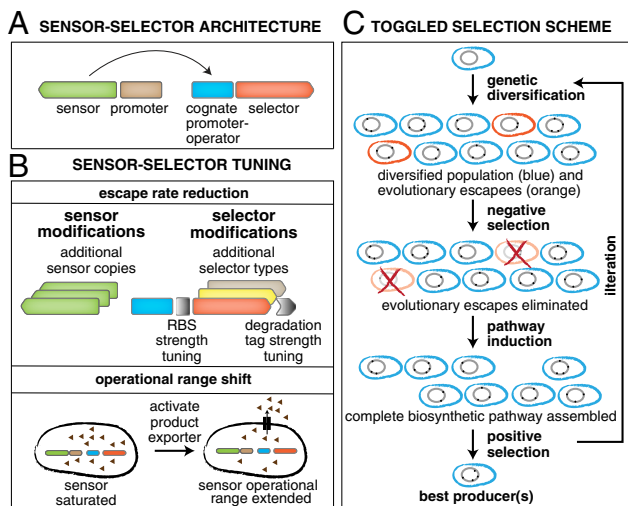 A SENSOR-SELECTOR ARCHITECTURE
sensor promoter cognate selector
promoter-
operator
B SENSOR-SELECTOR TUNING
escape rate reduction
sensor
modifications
additional
sensor copies
selector
modifications
additional
selector types
RBS
strength
tuning
degradation
tag strength
tuning
operational range shift
activate
product
exporter
sensor
saturated
sensor operational
range extended
C TOGGLED SELECTION SCHEME
genetic
diversification
diversified population (blue) and
evolutionary escapees (orange)
negative
selection
evolutionary escapes eliminated
pathway
induction
complete biosynthetic pathway assembled
positive
selection
best producer(s)
ilteration